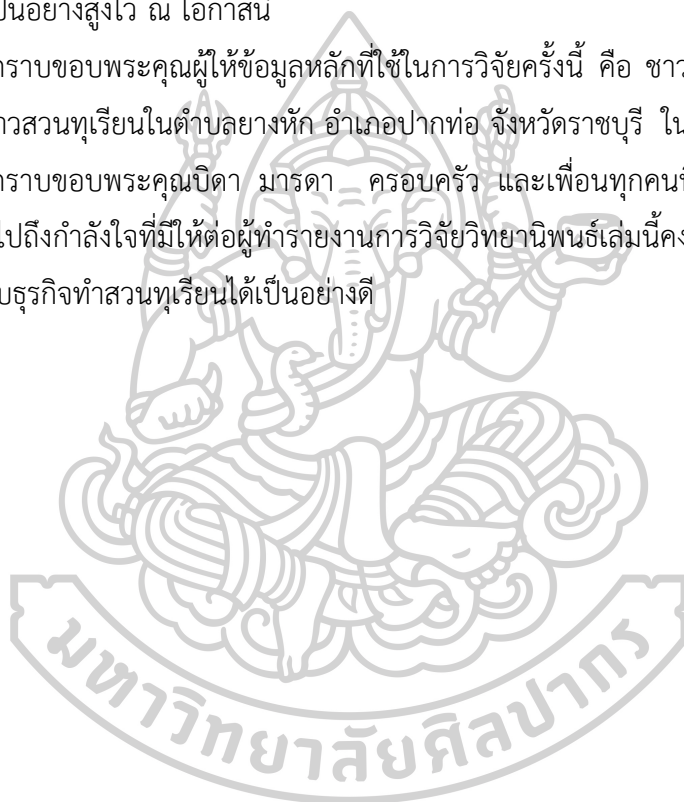 ป็นอย่างสูงไว้ ณ โอกาสนี้
กราบขอบพระคุณผู้ให้ข้อมูลหลักที่ใช้ในการวิจัยครั้งนี้ คือ ชาว
าวสวนทุเรียนในตำบลยางหัก อำเภอปากท่อ จังหวัดราชบุรี ใน
กราบขอบพระคุณบิดา มารดา ครอบครัว และเพื่อนทุกคนที
ไปถึงกำลังใจที่มีให้ต่อผู้ทำรายงานการวิจัยวิทยานิพนธ์เล่มนี้คง
บธุรกิจทำสวนทุเรียนได้เป็นอย่างดี
มหาวิทยาลัยศิลปากร